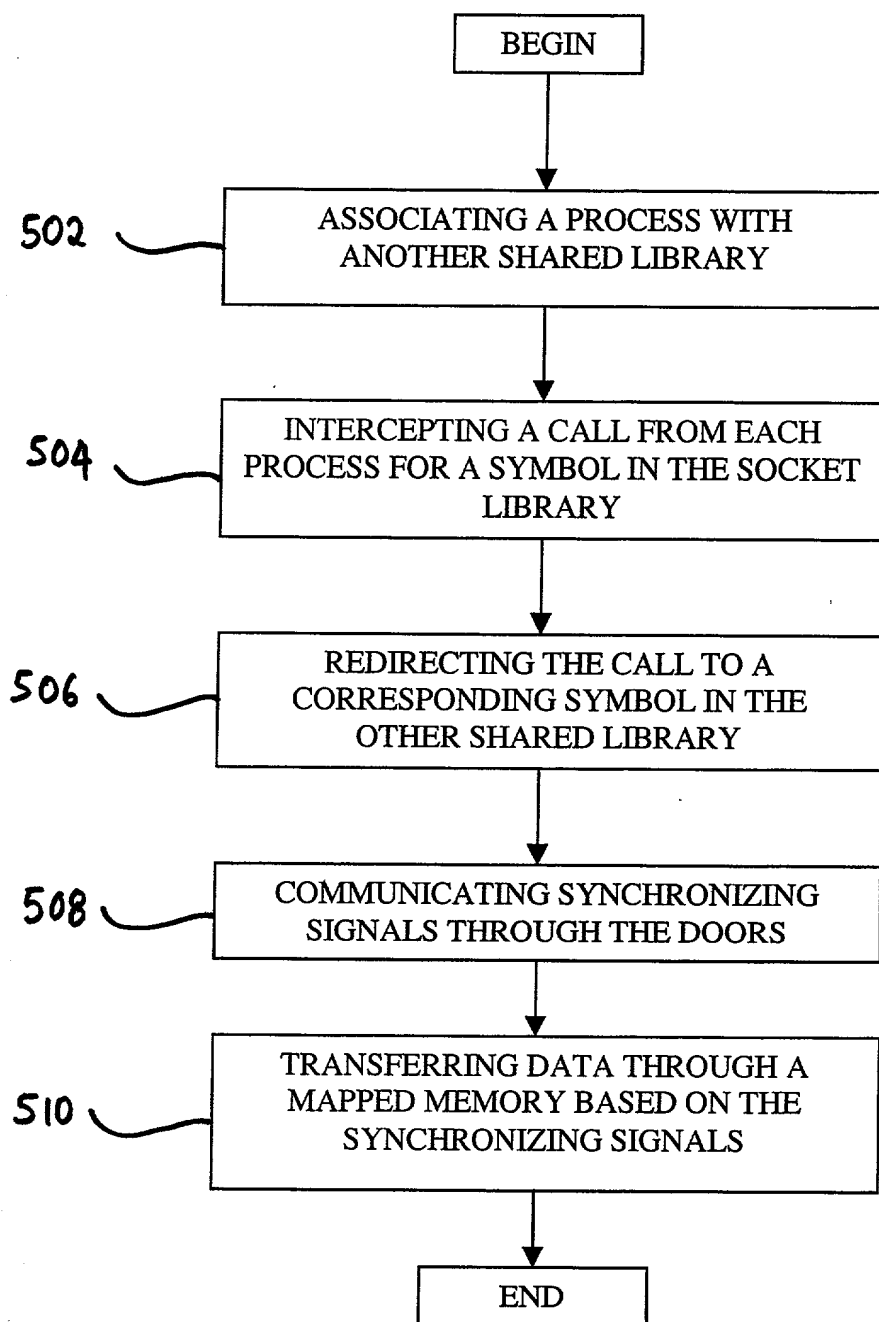 BEGIN
502
ASSOCIATING A PROCESS WITH
ANOTHER SHARED LIBRARY
504
INTERCEPTING A CALL FROM EACH
PROCESS FOR A SYMBOL IN THE SOCKET
LIBRARY
506
REDIRECTING THE CALL TO A
CORRESPONDING SYMBOL IN THE
OTHER SHARED LIBRARY
508
COMMUNICATING SYNCHRONIZING
SIGNALS THROUGH THE DOORS
510
TRANSFERRING DATA THROUGH A
MAPPED MEMORY BASED ON THE
SYNCHRONIZING SIGNALS
END